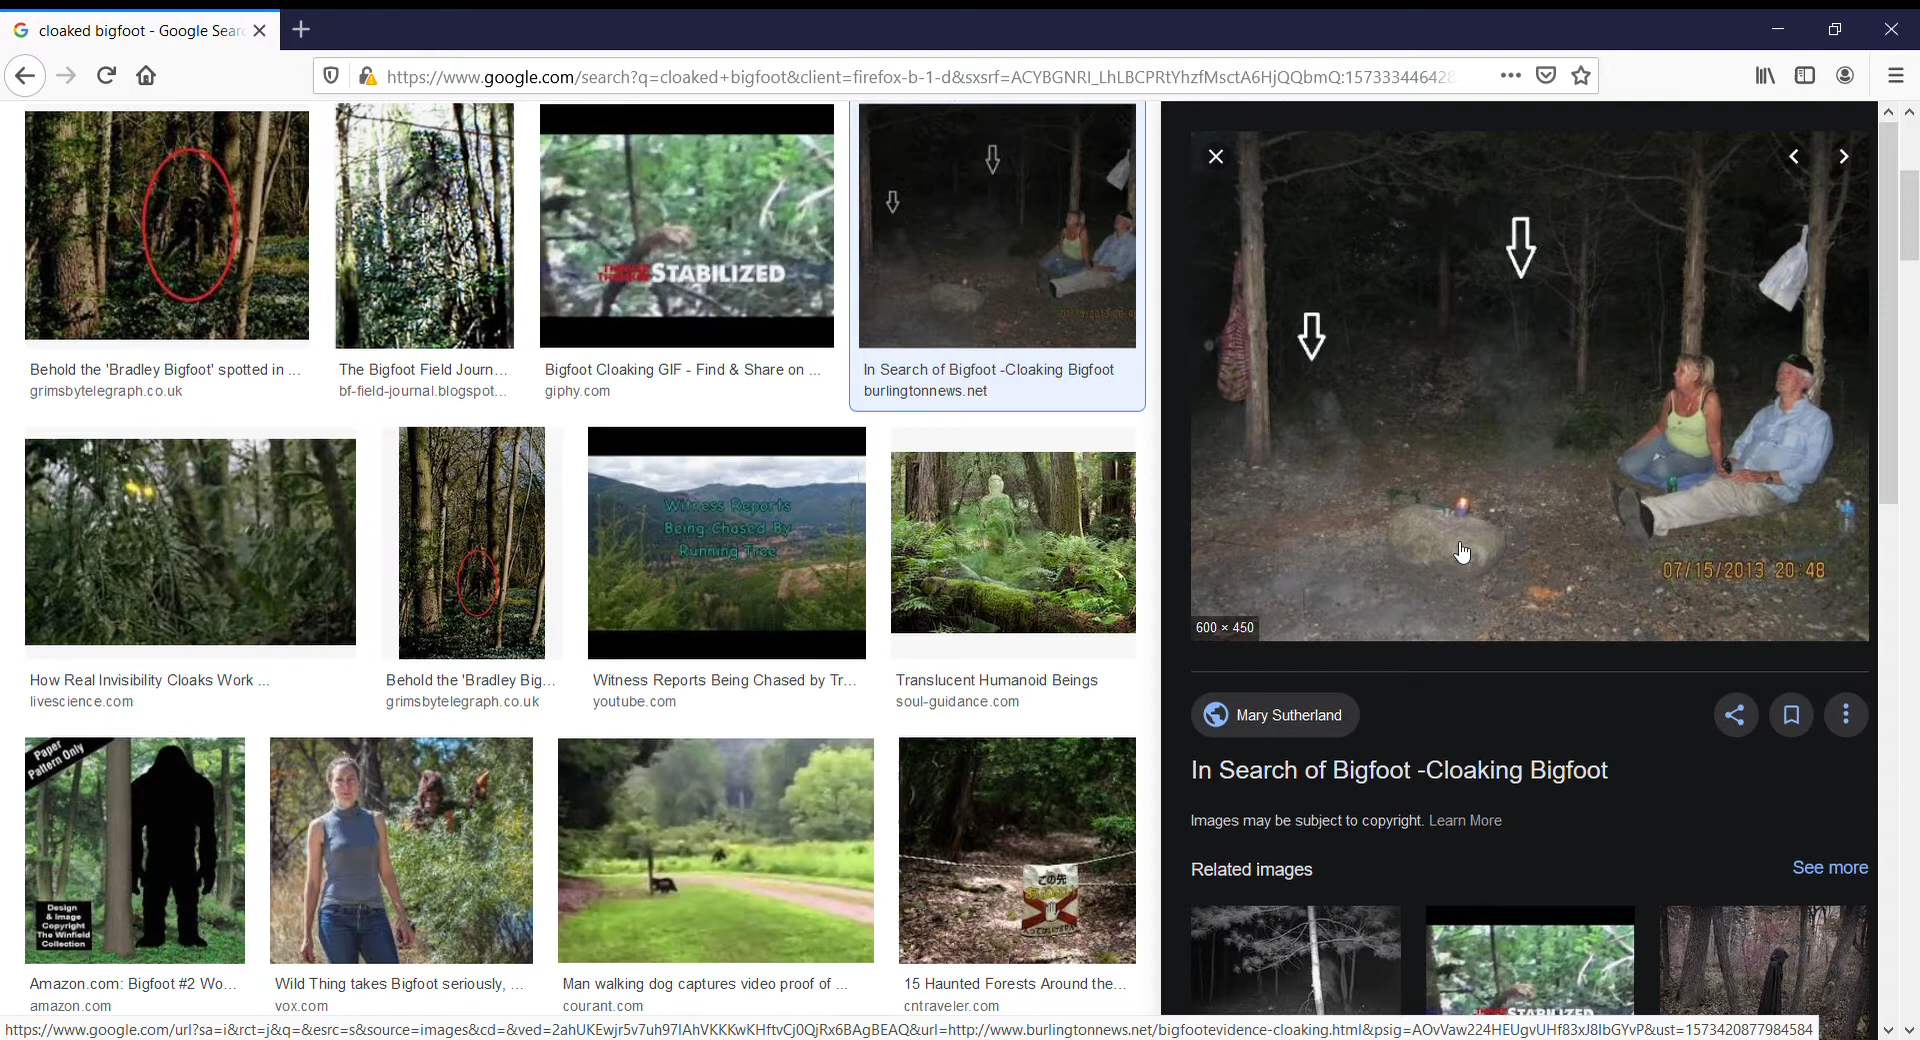 cloaked bigfoot - Google Sear
https://www.google.com/search?q=cloaked+bigfoot&client=firefox-b-1-d&sxsrf=ACYBGNRI_LhLBCPRtYhzfMsctA6HjQQbmQ:157333446428
STABILIZED
Behold the 'Bradley Bigfoot' spotted in ...
grimsbytelegraph.co.uk
The Bigfoot Field Journ...
bf-field-journal.blogspot...
Bigfoot Cloaking GIF - Find & Share on ...
giphy.com
In Search of Bigfoot -Cloaking Bigfoot
burlingtonnews.net
Witness Reports
Being Chased By
Running Tree
How Real Invisibility Cloaks Work ...
livescience.com
Behold the 'Bradley Big...
grimsbytelegraph.co.uk
Witness Reports Being Chased by Tr...
youtube.com
Translucent Humanoid Beings
soul-guidance.com
Paper
Pattern Only
Design
& Image
Copyright
The Winfield
Collection
この先
Amazon.com: Bigfoot #2 Wo...
amazon.com
Wild Thing takes Bigfoot seriously, ...
vox.com
Man walking dog captures video proof of ...
courant.com
15 Haunted Forests Around the...
cntraveler.com
07/15/2013 20:48
600 × 450
Mary Sutherland
In Search of Bigfoot -Cloaking Bigfoot
Images may be subject to copyright. Learn More
Related images
See more
STABILIZED
https://www.google.com/url?sa=i&rct=j&q=&esrc=s&source=images&cd=&ved=2ahUKEwjr5v7uh97lAhVKKKwKHftvCj0QjRx6BAgBEAQ&url=http://www.burlingtonnews.net/bigfootevidence-cloaking.html&psig=AOvVaw224HEUgvUHf83xJ8IbGYvP&ust=1573420877984584